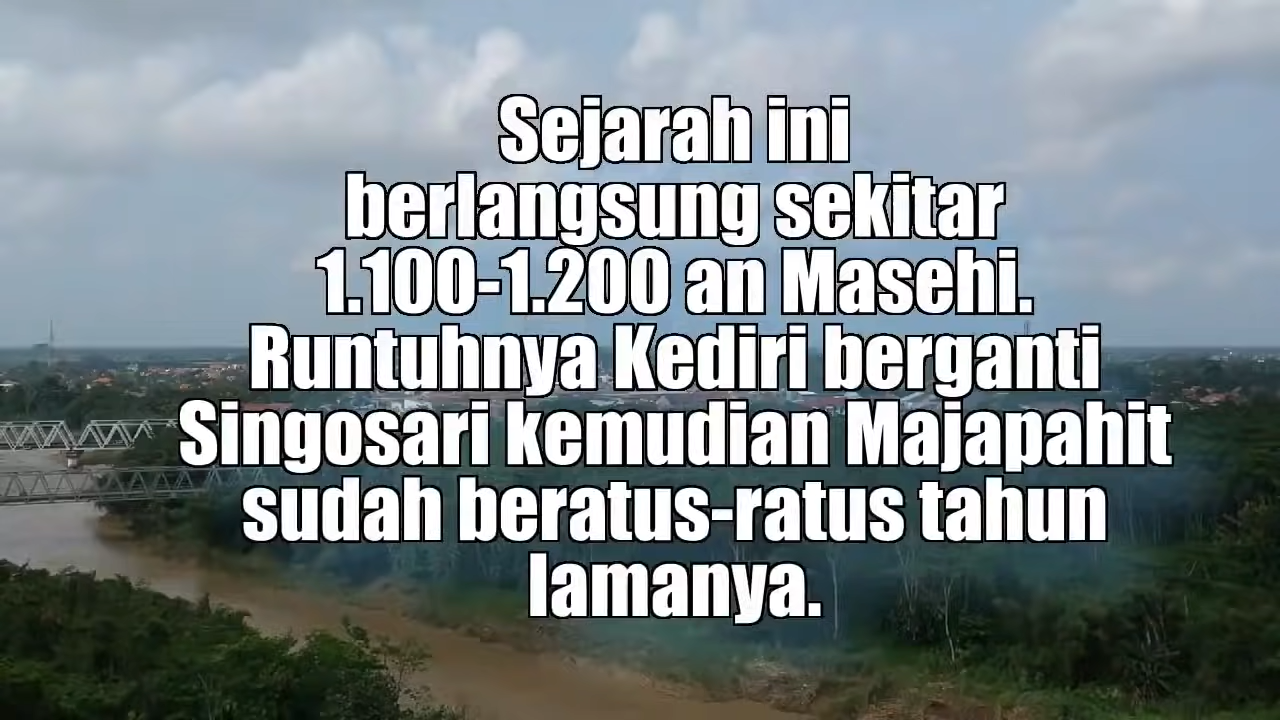 Sejarah ini
berlangsung sekitar
1.100-1.200 an Masehi.
Runtuhnya Kediri berganti
Singosari kemudian Majapahit
sudah beratus-ratus tahun
lamanya.